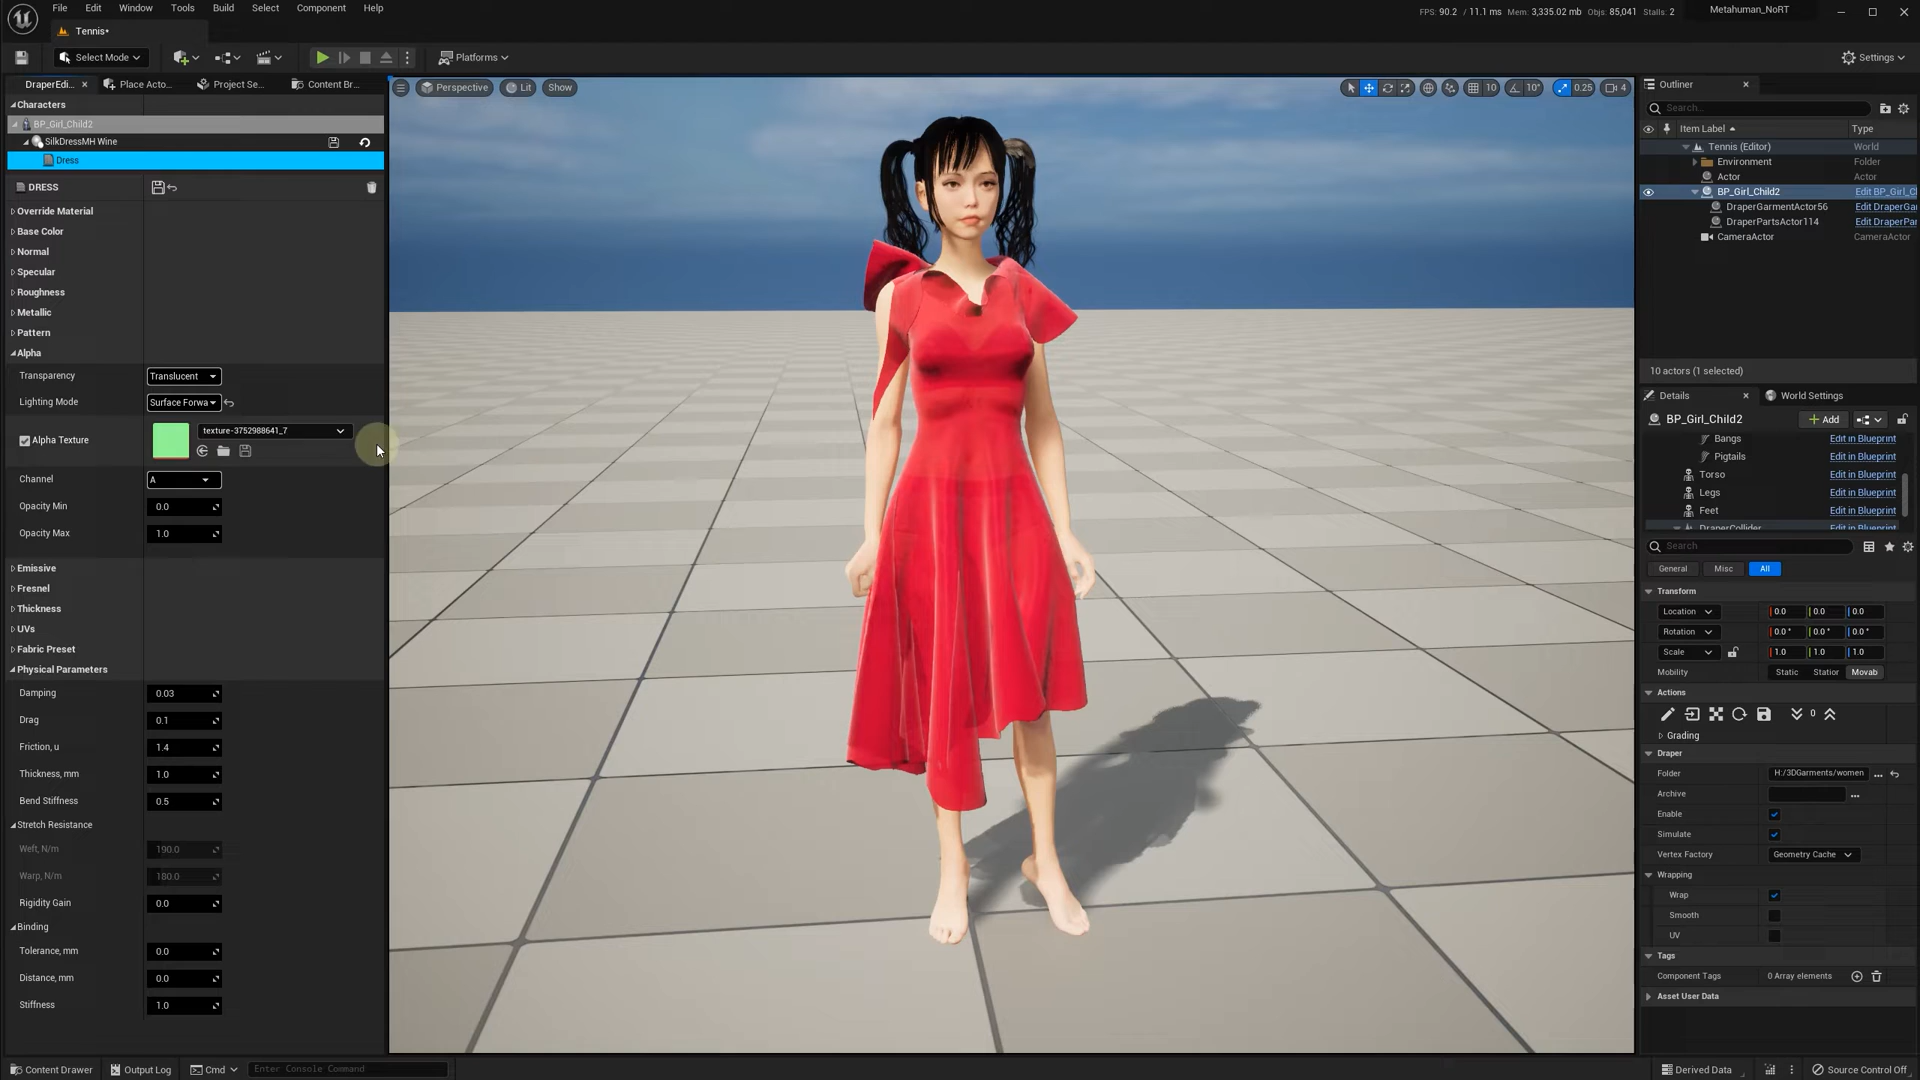 File Edit Window Tools Build Select Component Help
FPS: 90.2 / 11.1 ms Mem: 3,335.02 mb Objs: 85,041 Stalls: 2
Metahuman_NoRT
Tennis•
Select Mode
Platforms
Settings
DraperEdi...
Place Acto...
Project Se...
Content Br...
Characters
BP_Girl_Child2
SilkDressMH Wine
Dress
DRESS
Override Material
Base Color
Normal
Specular
Roughness
Metallic
Pattern
Alpha
Transparency Translucent
Lighting Mode Surface Forwa
Alpha Texture texture-3752988641_7
Channel A
Opacity Min 0.0
Opacity Max 1.0
Emissive
Fresnel
Thickness
UVs
Fabric Preset
Physical Parameters
Damping 0.03
Drag 0.1
Friction, u 1.4
Thickness, mm 1.0
Bend Stiffness 0.5
Stretch Resistance
Weft, N/m 190.0
Warp, N/m 180.0
Rigidity Gain 0.0
Binding
Tolerance, mm 0.0
Distance, mm 0.0
Stiffness 1.0
Perspective Lit Show
10 10° 0.25 4
Outliner
Search...
Item Label Type
Tennis (Editor) World
Environment Folder
Actor Actor
BP_Girl_Child2 Edit BP_Girl_C
DraperGarmentActor56 Edit DraperGa
DraperPartsActor114 Edit DraperPa
CameraActor CameraActor
10 actors (1 selected)
Details
World Settings
BP_Girl_Child2 Add
Bangs Edit in Blueprint
Pigtails Edit in Blueprint
Torso Edit in Blueprint
Legs Edit in Blueprint
Feet Edit in Blueprint
DraperCollider Edit in Blueprint
Search
General Misc All
Transform
Location 0.0 0.0 0.0
Rotation 0.0° 0.0° 0.0°
Scale 1.0 1.0 1.0
Mobility Static Statior Movab
Actions
0
Grading
Draper
Folder H:/3DGarments/women ...
Archive ...
Enable
Simulate
Vertex Factory Geometry Cache
Wrapping
Wrap
Smooth
UV
Tags
Component Tags 0 Array elements
Asset User Data
Content Drawer Output Log Cmd Enter Console Command
Derived Data Source Control Off